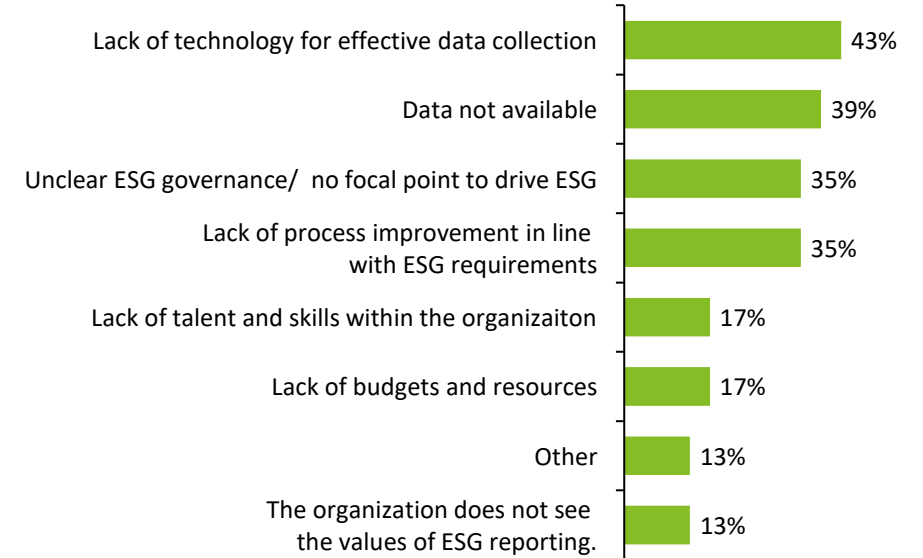 Lack of technology for effective data collection 43%
Data not available 39%
Unclear ESG governance/  no focal point to drive ESG 35%
Lack of process improvement in line
with ESG requirements 35%
Lack of talent and skills within the organizaiton 17%
Lack of budgets and resources 17%
Other 13%
The organization does not see
the values of ESG reporting. 13%